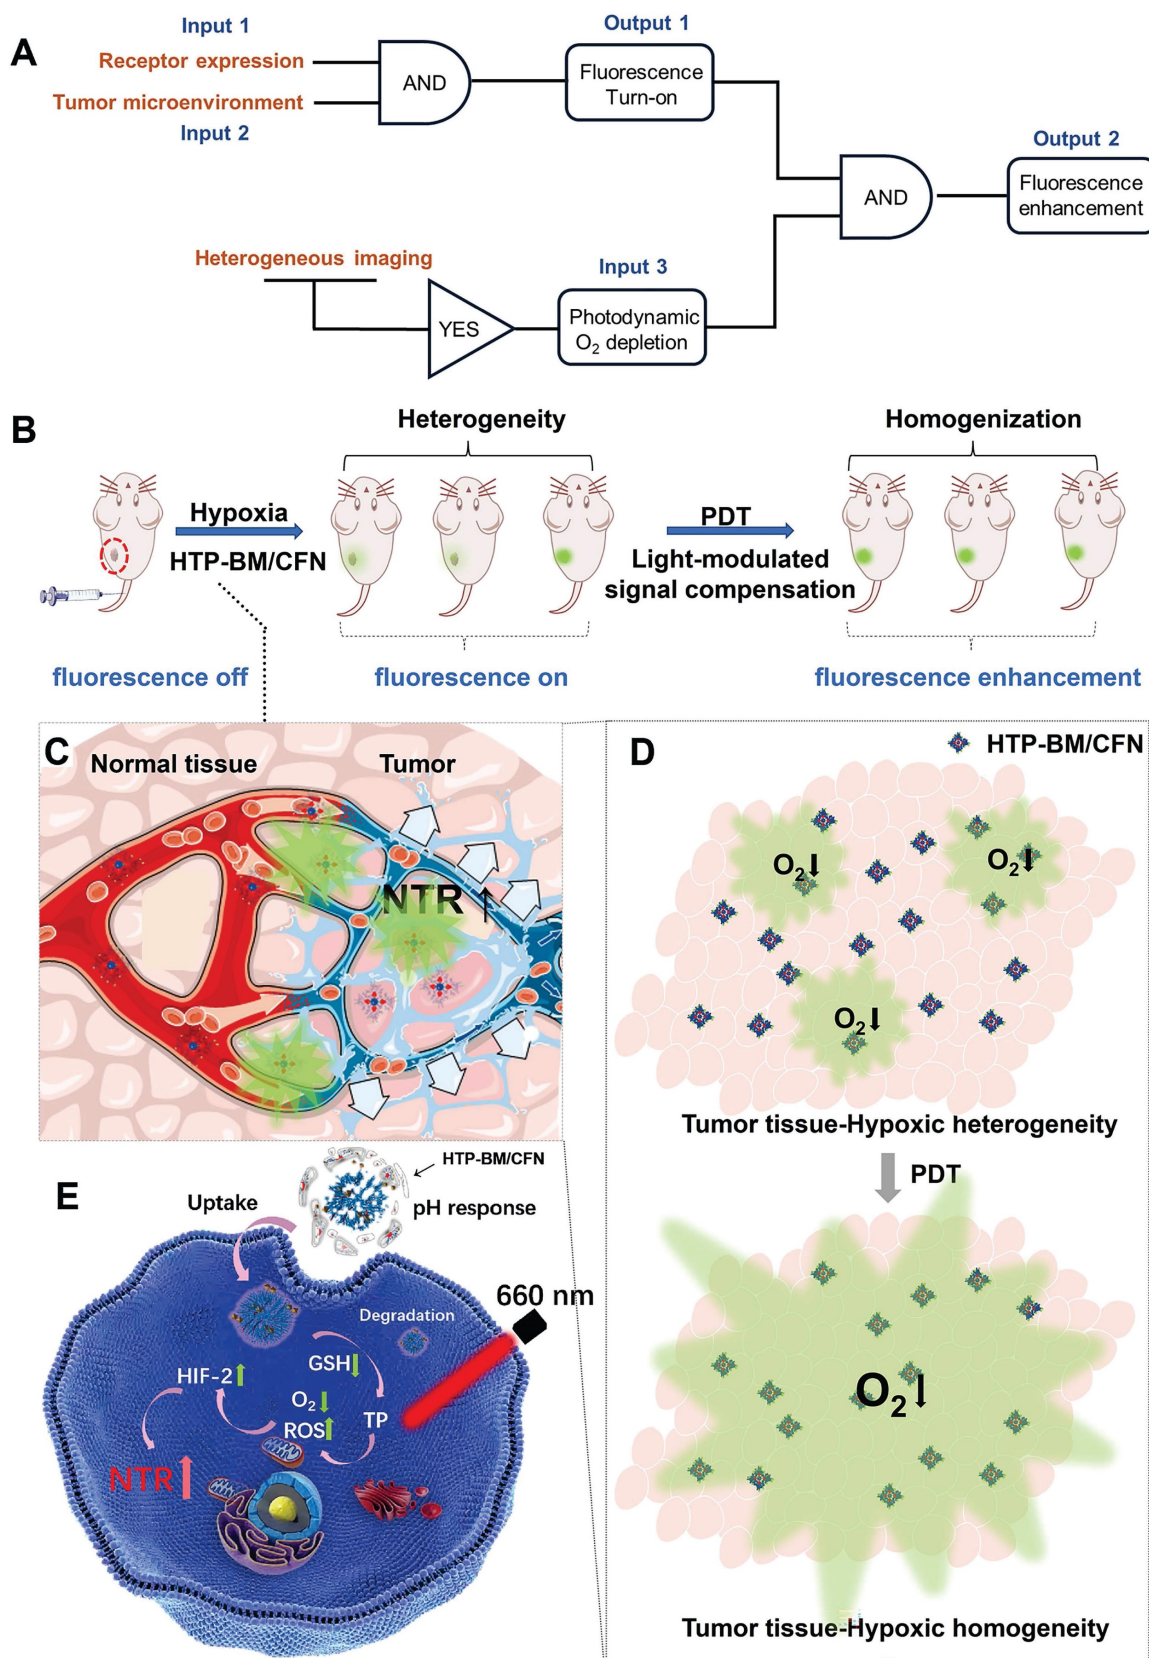 A
Input 1
Receptor expression
Tumor microenvironment
Input 2
AND
Output 1
Fluorescence
Turn-on
AND
Output 2
Fluorescence
enhancement
Heterogeneous imaging
YES
Input 3
Photodynamic
O₂ depletion
B
Heterogeneity
Homogenization
Hypoxia
HTP-BM/CFN
PDT
Light-modulated
signal compensation
fluorescence off
fluorescence on
fluorescence enhancement
C
Normal tissue
Tumor
NTR ↑
D
HTP-BM/CFN
O₂↓
O₂↓
O₂↓
Tumor tissue-Hypoxic heterogeneity
PDT
O₂↓
Tumor tissue-Hypoxic homogeneity
E
HTP-BM/CFN
Uptake
pH response
660 nm
Degradation
GSH↓
HIF-2↑
O₂↓
ROS↑
TP
NTR↑